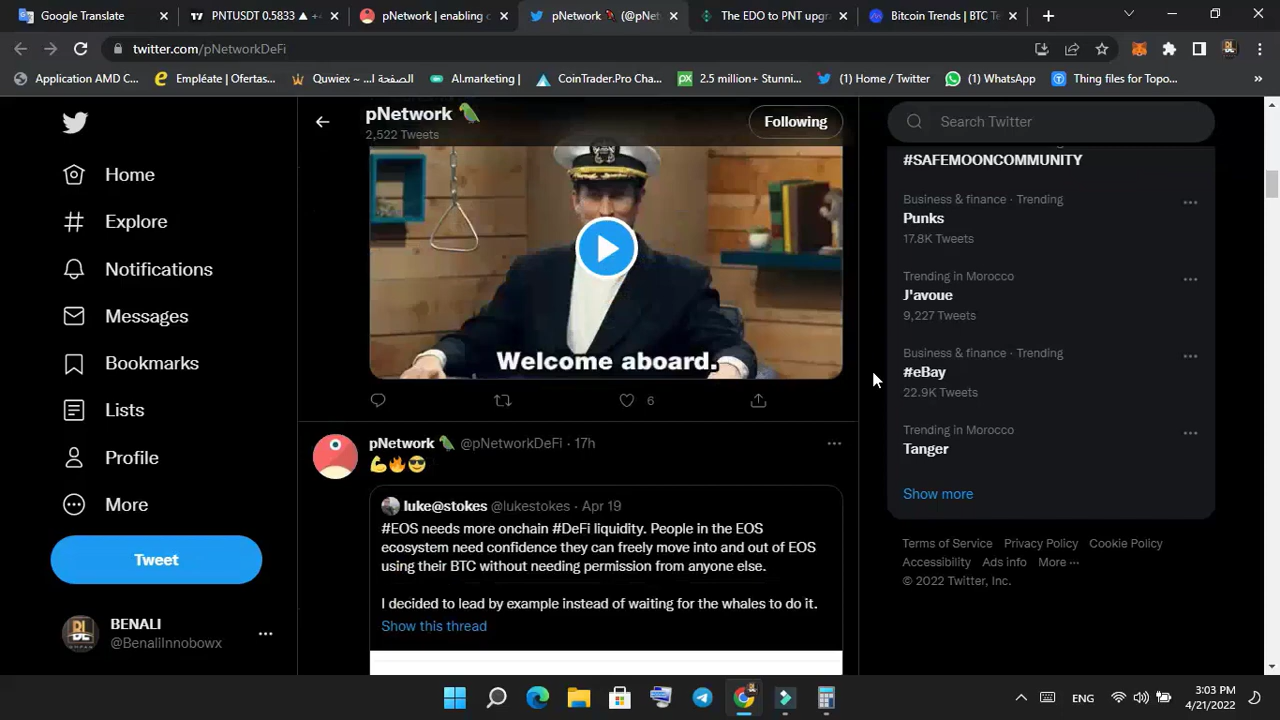 Google Translate
PNTUSDT 0.5833 ▲ +4
pNetwork | enabling c
pNetwork 🦜 (@pNet
The EDO to PNT upgr
Bitcoin Trends | BTC Te
twitter.com/pNetworkDeFi
Application AMD C...
Empléate | Ofertas...
Quwiex ~ الصفحة ا...
AI.marketing |
CoinTrader.Pro Cha...
2.5 million+ Stunni...
(1) Home / Twitter
(1) WhatsApp
Thing files for Topo...
»
pNetwork 🦜
2,522 Tweets
Following
Search Twitter
Home
Explore
Notifications
Messages
Bookmarks
Lists
Profile
More
Tweet
BENALI
@BenaliInnobowx
Welcome aboard.
6
pNetwork 🦜 @pNetworkDeFi · 17h
💪🔥😎
luke@stokes @lukestokes · Apr 19
#EOS needs more onchain #DeFi liquidity. People in the EOS
ecosystem need confidence they can freely move into and out of EOS
using their BTC without needing permission from anyone else.
I decided to lead by example instead of waiting for the whales to do it.
Show this thread
#SAFEMOONCOMMUNITY
Business & finance · Trending
Punks
17.8K Tweets
Trending in Morocco
J'avoue
9,227 Tweets
Business & finance · Trending
#eBay
22.9K Tweets
Trending in Morocco
Tanger
Show more
Terms of Service Privacy Policy Cookie Policy
Accessibility Ads info More ···
© 2022 Twitter, Inc.
ENG
3:03 PM
4/21/2022